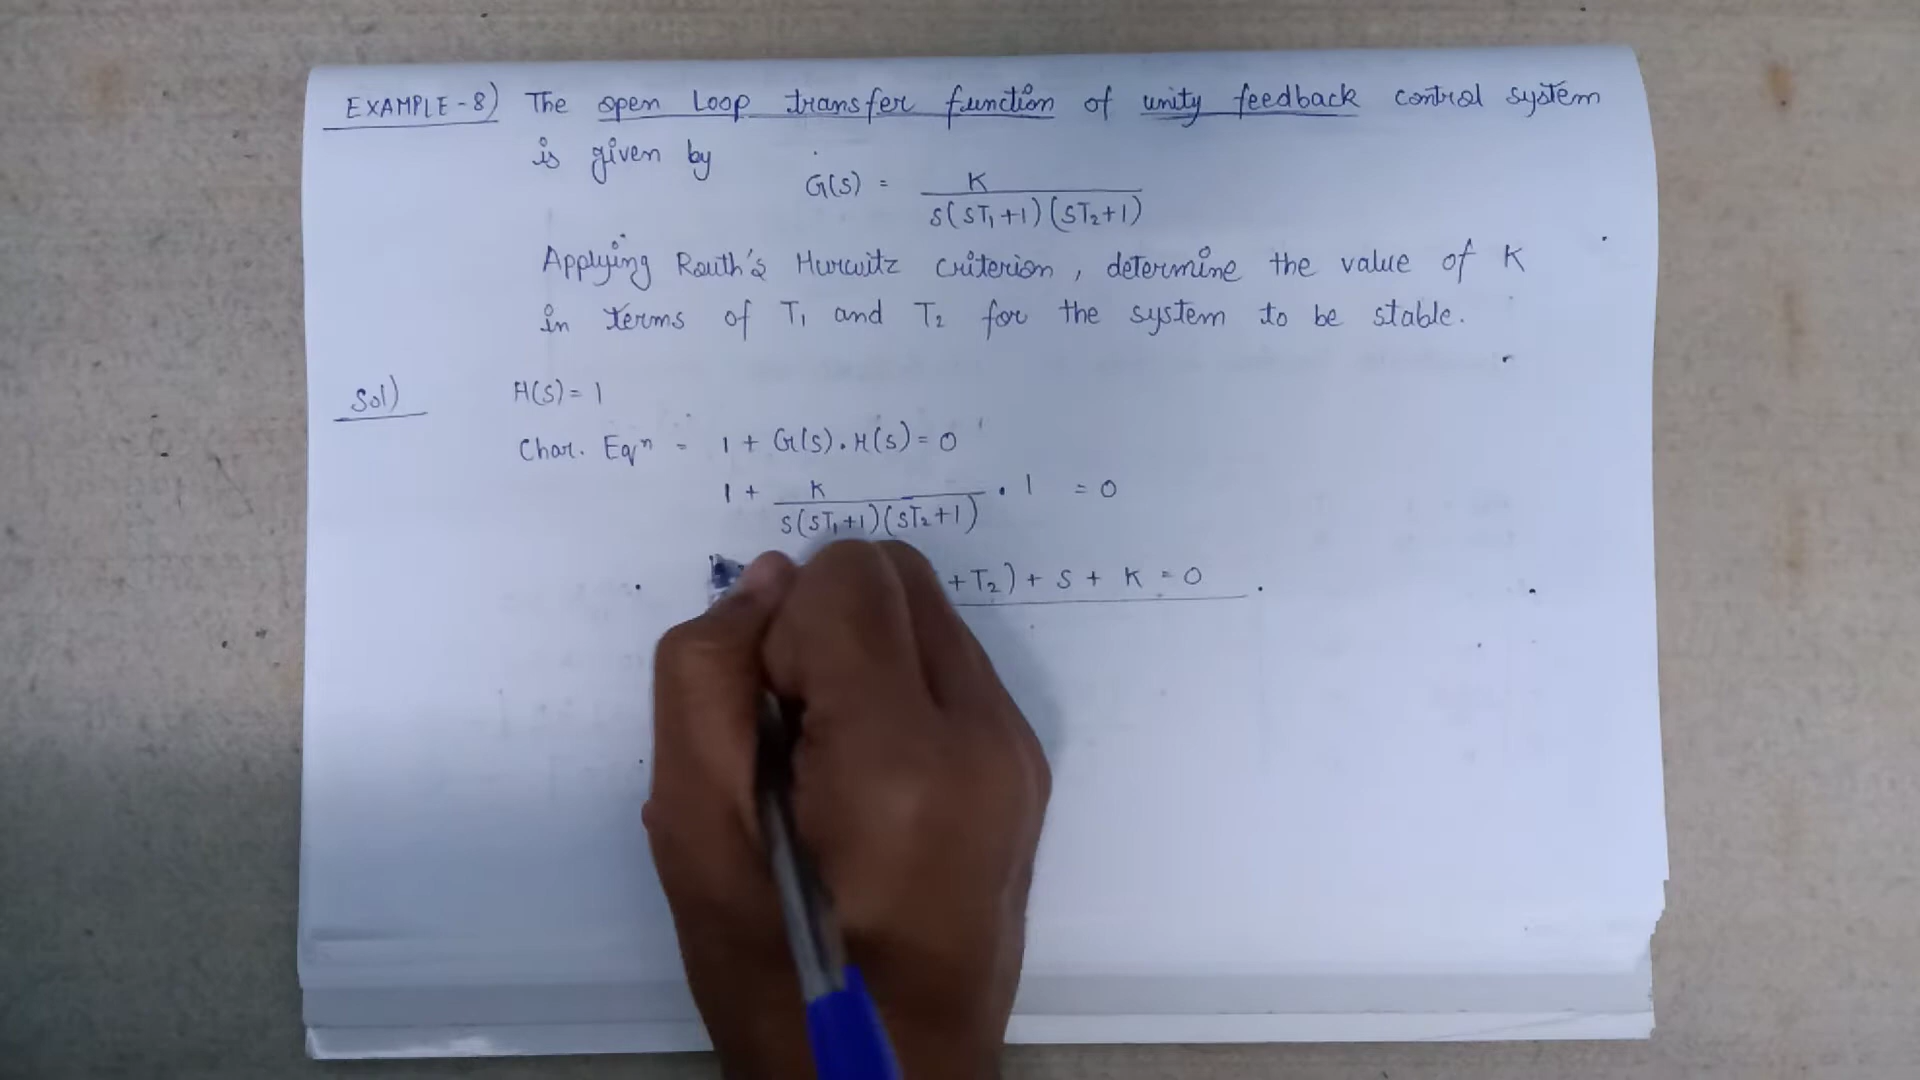 EXAMPLE-8) The open Loop transfer function of unity feedback control system
is given by
G(s) = K
s(sT₁+1)(sT₂+1)
Applying Routh's Hurwitz criterion, determine the value of K
in terms of T₁ and T₂ for the system to be stable.
Sol) H(s) = 1
Char. Eqⁿ = 1 + G(s).H(s) = 0
1 + K . 1 = 0
s(sT₁+1)(sT₂+1)
+T₂) + s + K = 0